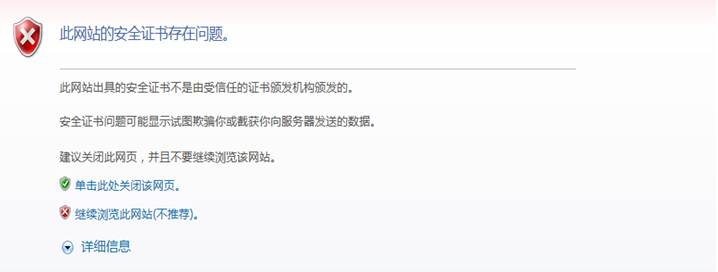 此网站的安全证书存在问题。
此网站出具的安全证书不是由受信任的证书颁发机构颁发的。
安全证书问题可能显示试图欺骗你或截获你向服务器发送的数据。
建议关闭此网页，并且不要继续浏览该网站。
单击此处关闭该网页。
继续浏览此网站(不推荐)。
详细信息